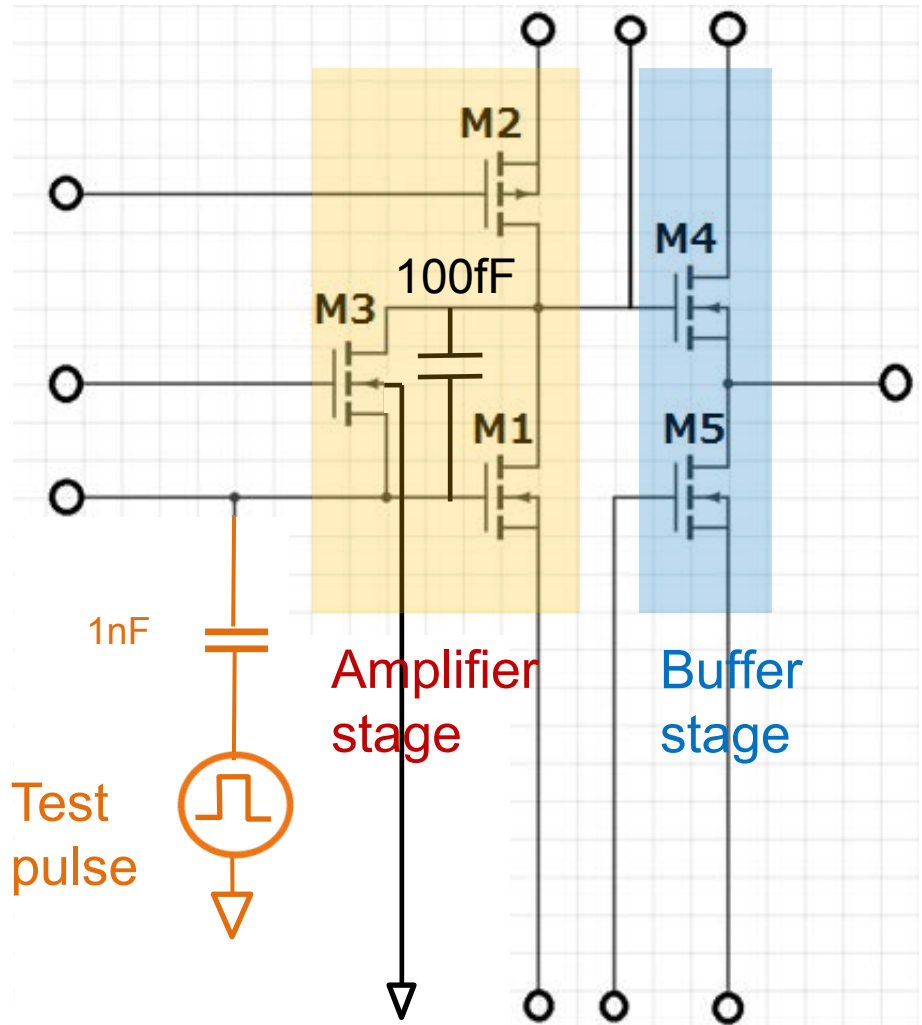 M2
M4
100fF
M3
M1
M5
1nF
Amplifier
stage
Buffer
stage
Test
pulse